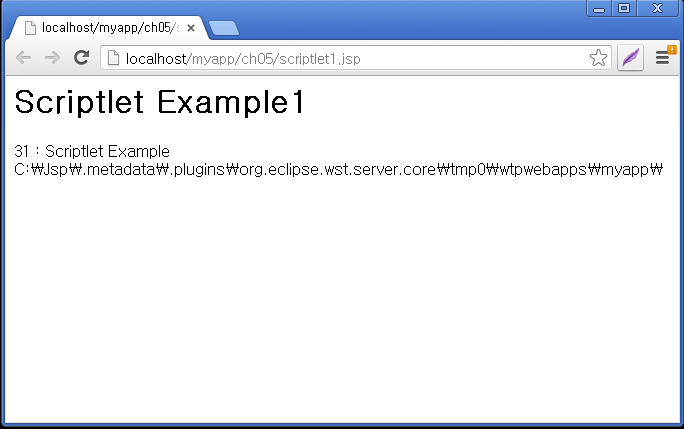 localhost/myapp/ch05/s
localhost/myapp/ch05/scriptlet1.jsp
Scriptlet Example1
31 : Scriptlet Example
C:₩Jsp₩.metadata₩.plugins₩org.eclipse.wst.server.core₩tmp0₩wtpwebapps₩myapp₩